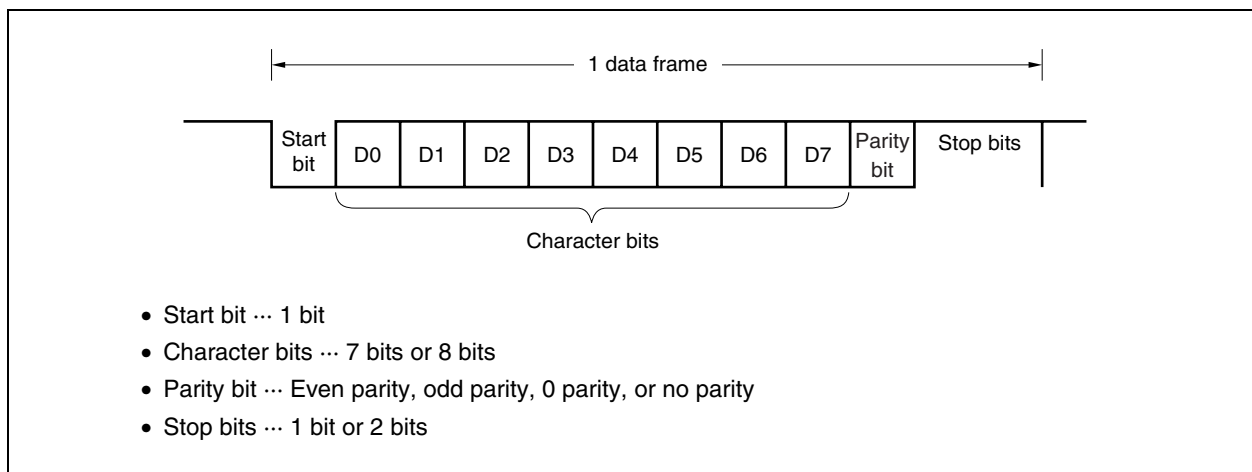 1 data frame
Start
bit
D0 D1 D2 D3 D4 D5 D6 D7
Parity
bit
Stop bits
Character bits
• Start bit ··· 1 bit
• Character bits ··· 7 bits or 8 bits
• Parity bit ··· Even parity, odd parity, 0 parity, or no parity
• Stop bits ··· 1 bit or 2 bits